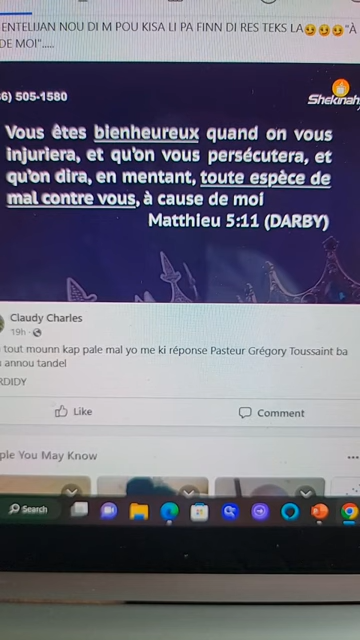 ENTELIJAN NOU DI M POU KISA LI PA FINN DI RES TEKS LA😏😏😏"À
DE MOI".....
6) 505-1580
Shekinah
Vous êtes bienheureux quand on vous
injuriera, et qu'on vous persécutera, et
qu'on dira, en mentant, toute espèce de
mal contre vous, à cause de moi
Matthieu 5:11 (DARBY)
Claudy Charles
19h
tout mounn kap pale mal yo me ki réponse Pasteur Grégory Toussaint ba
annou tandel
RDIDY
Like
Comment
ple You May Know
Search